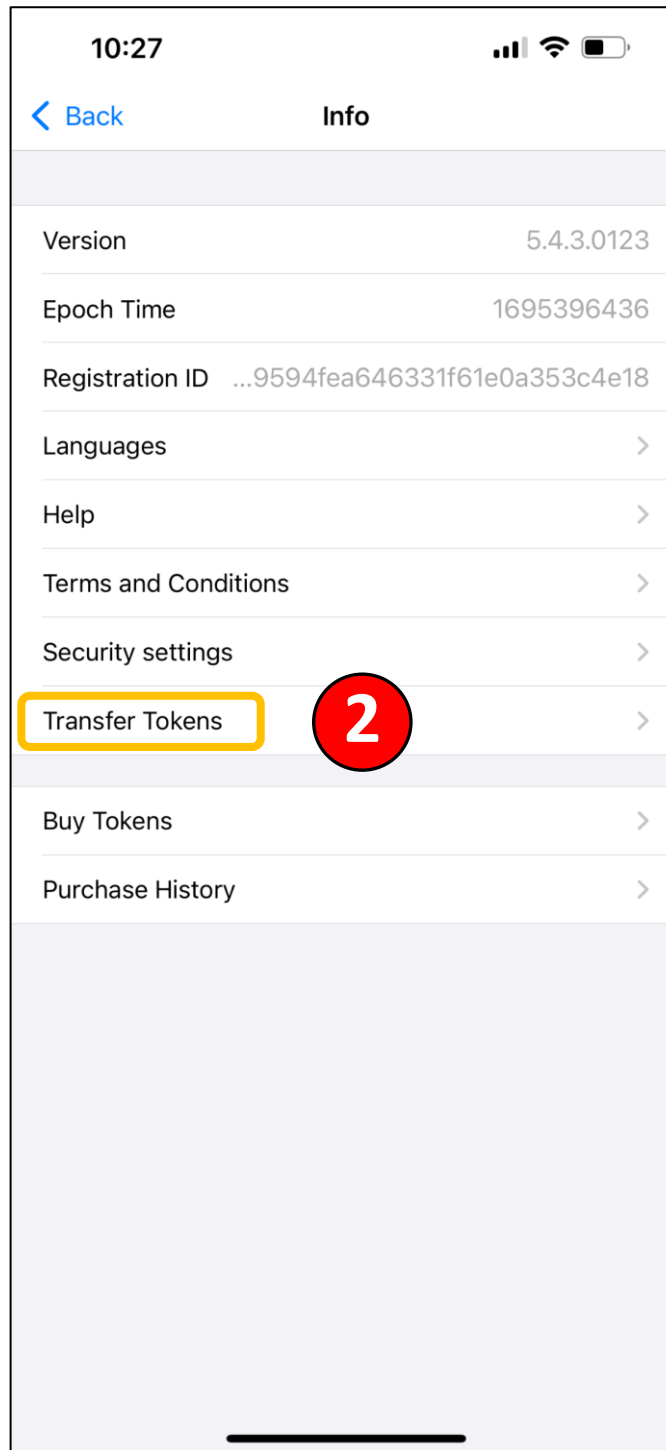 10:27
Back Info
Version 5.4.3.0123
Epoch Time 1695396436
Registration ID ...9594fea646331f61e0a353c4e18
Languages
Help
Terms and Conditions
Security settings
Transfer Tokens 2
Buy Tokens
Purchase History